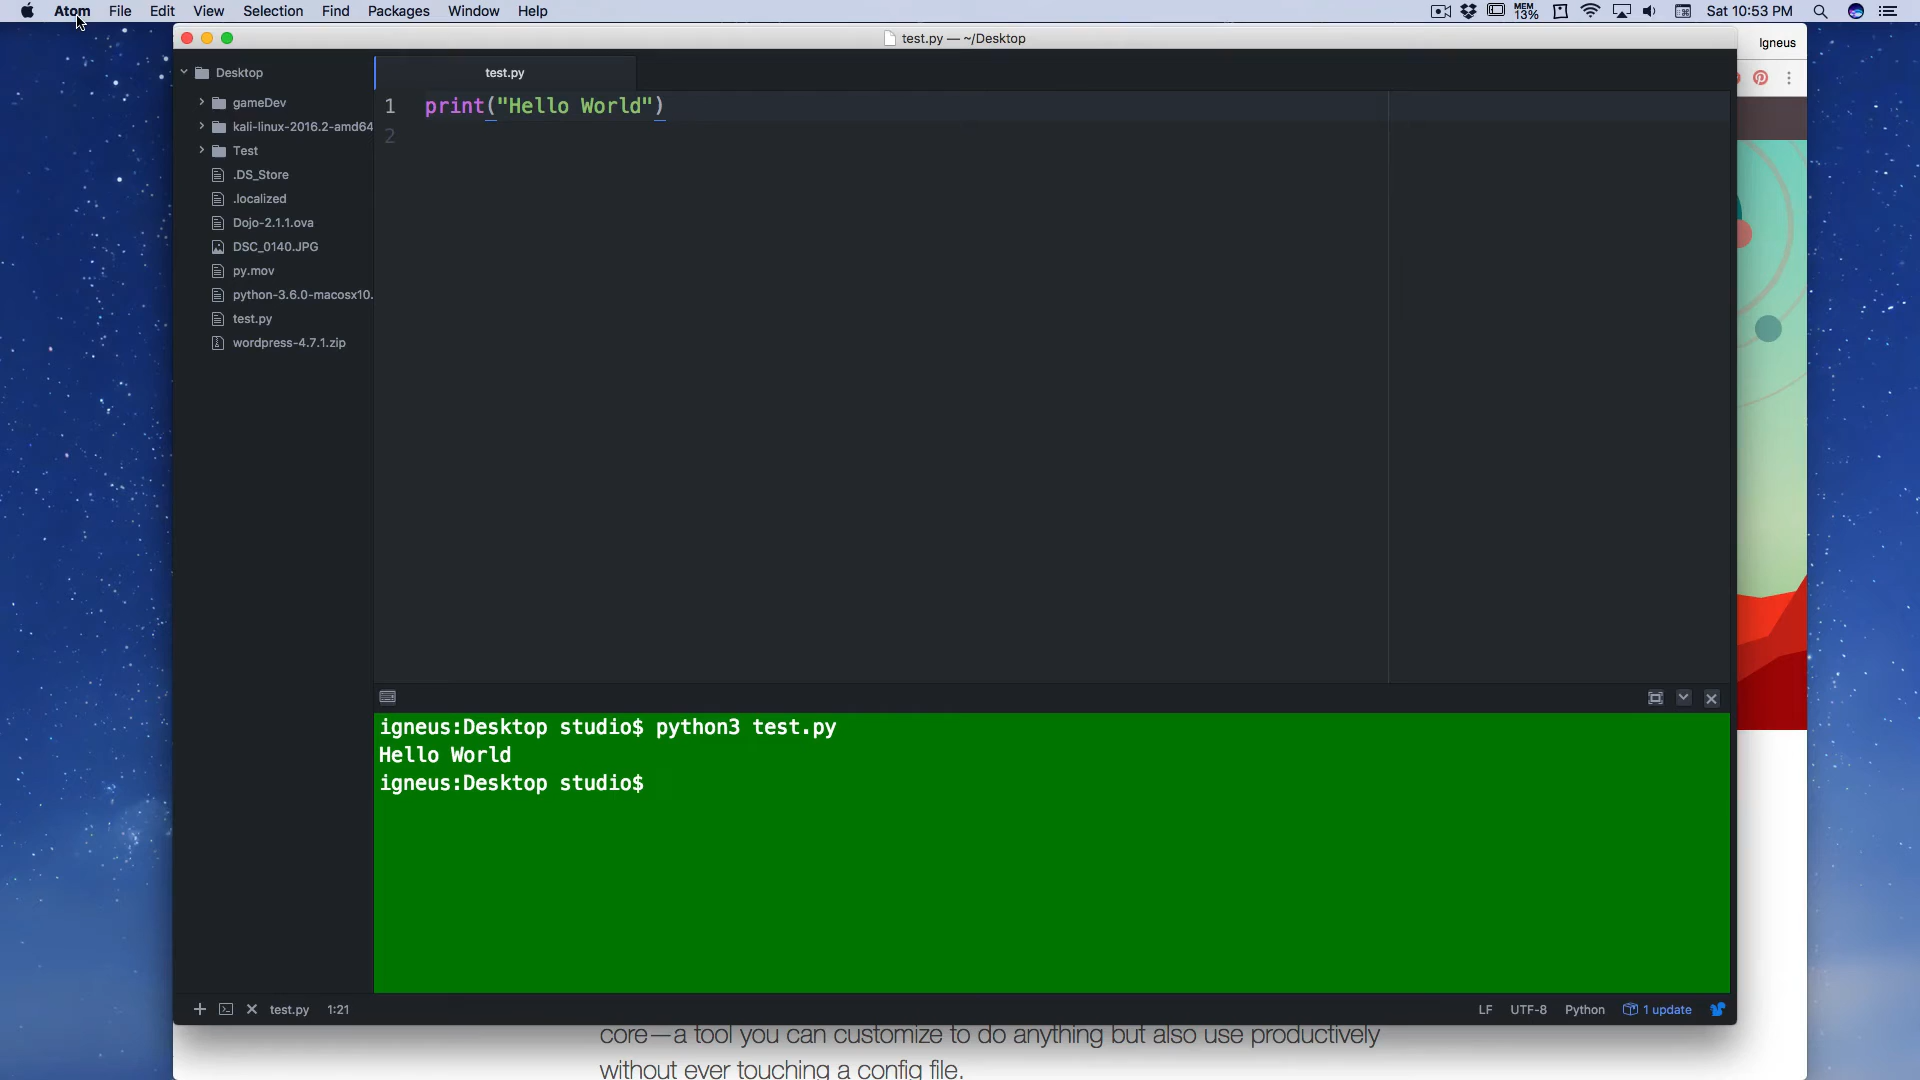 Atom File Edit View Selection Find Packages Window Help MEM 13% Sat 10:53 PM
test.py — ~/Desktop
Igneus
Desktop
test.py
gameDev
kali-linux-2016.2-amd64
Test
.DS_Store
.localized
Dojo-2.1.1.ova
DSC_0140.JPG
py.mov
python-3.6.0-macosx10.
test.py
wordpress-4.7.1.zip
1 print("Hello World")
2
igneus:Desktop studio$ python3 test.py
Hello World
igneus:Desktop studio$
test.py 1:21 LF UTF-8 Python 1 update
core—a tool you can customize to do anything but also use productively
without ever touching a config file.